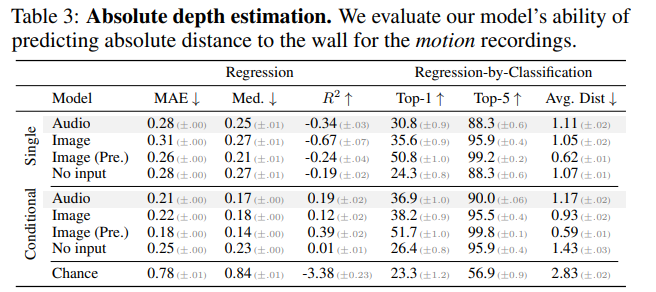 Table 3: Absolute depth estimation. We evaluate our model's ability of
predicting absolute distance to the wall for the motion recordings.
Regression Regression-by-Classification
Model MAE ↓ Med. ↓ R² ↑ Top-1 ↑ Top-5 ↑ Avg. Dist ↓
Single
Audio 0.28 (±.00) 0.25 (±.01) -0.34 (±.03) 30.8 (±0.9) 88.3 (±0.6) 1.11 (±.02)
Image 0.31 (±.00) 0.27 (±.01) -0.67 (±.07) 35.6 (±0.9) 95.9 (±0.4) 1.05 (±.02)
Image (Pre.) 0.26 (±.00) 0.21 (±.01) -0.24 (±.04) 50.8 (±1.0) 99.2 (±0.2) 0.62 (±.01)
No input 0.28 (±.00) 0.27 (±.01) -0.19 (±.02) 24.3 (±0.8) 88.3 (±0.6) 1.07 (±.01)
Conditional
Audio 0.21 (±.00) 0.17 (±.00) 0.19 (±.02) 36.9 (±1.0) 90.0 (±.06) 1.17 (±.02)
Image 0.22 (±.00) 0.18 (±.00) 0.12 (±.02) 38.2 (±0.9) 95.5 (±0.4) 0.93 (±.02)
Image (Pre.) 0.18 (±.00) 0.14 (±.00) 0.39 (±.02) 51.7 (±1.0) 99.8 (±0.1) 0.59 (±.01)
No input 0.25 (±.00) 0.23 (±.00) 0.01 (±.01) 26.4 (±0.8) 95.9 (±0.4) 1.43 (±.03)
Chance 0.78 (±.01) 0.84 (±.01) -3.38 (±0.23) 23.3 (±1.2) 56.9 (±0.9) 2.83 (±.02)